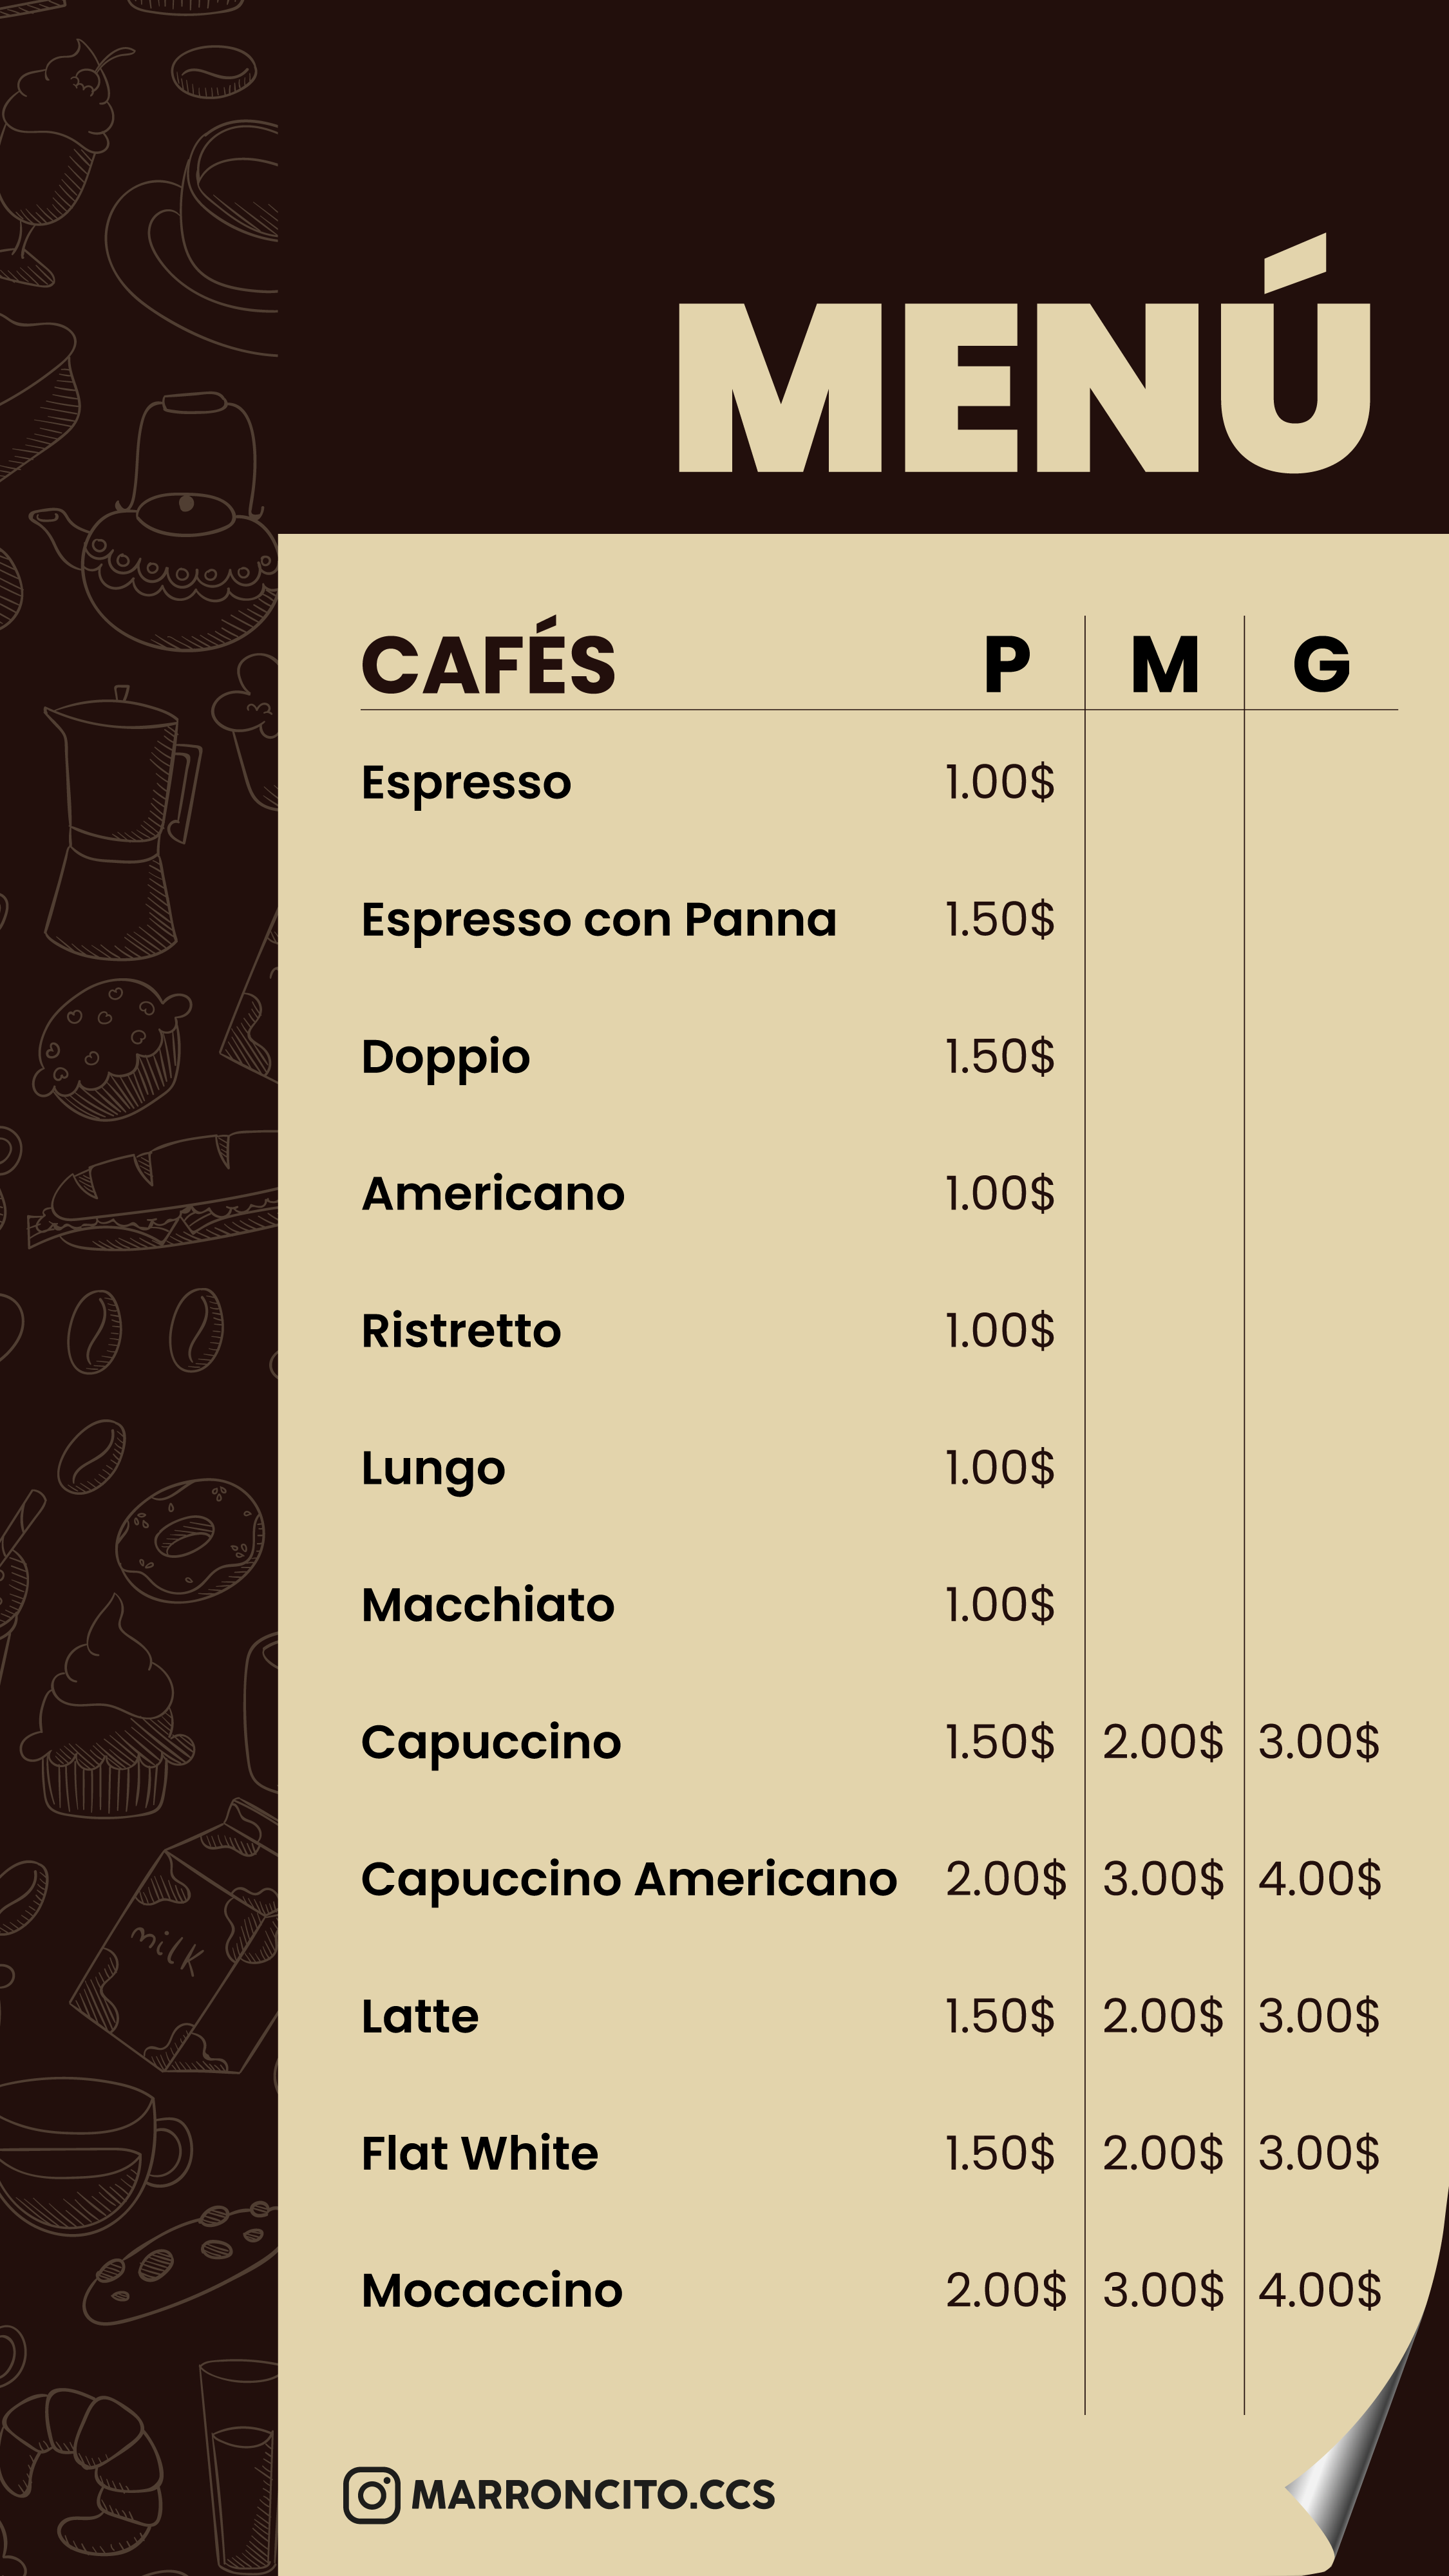 MENÚ
CAFÉS P M G
Espresso 1.00$
Espresso con Panna 1.50$
Doppio 1.50$
Americano 1.00$
Ristretto 1.00$
Lungo 1.00$
Macchiato 1.00$
Capuccino 1.50$ 2.00$ 3.00$
Capuccino Americano 2.00$ 3.00$ 4.00$
Latte 1.50$ 2.00$ 3.00$
milk
Flat White 1.50$ 2.00$ 3.00$
Mocaccino 2.00$ 3.00$ 4.00$
MARRONCITO.CCS